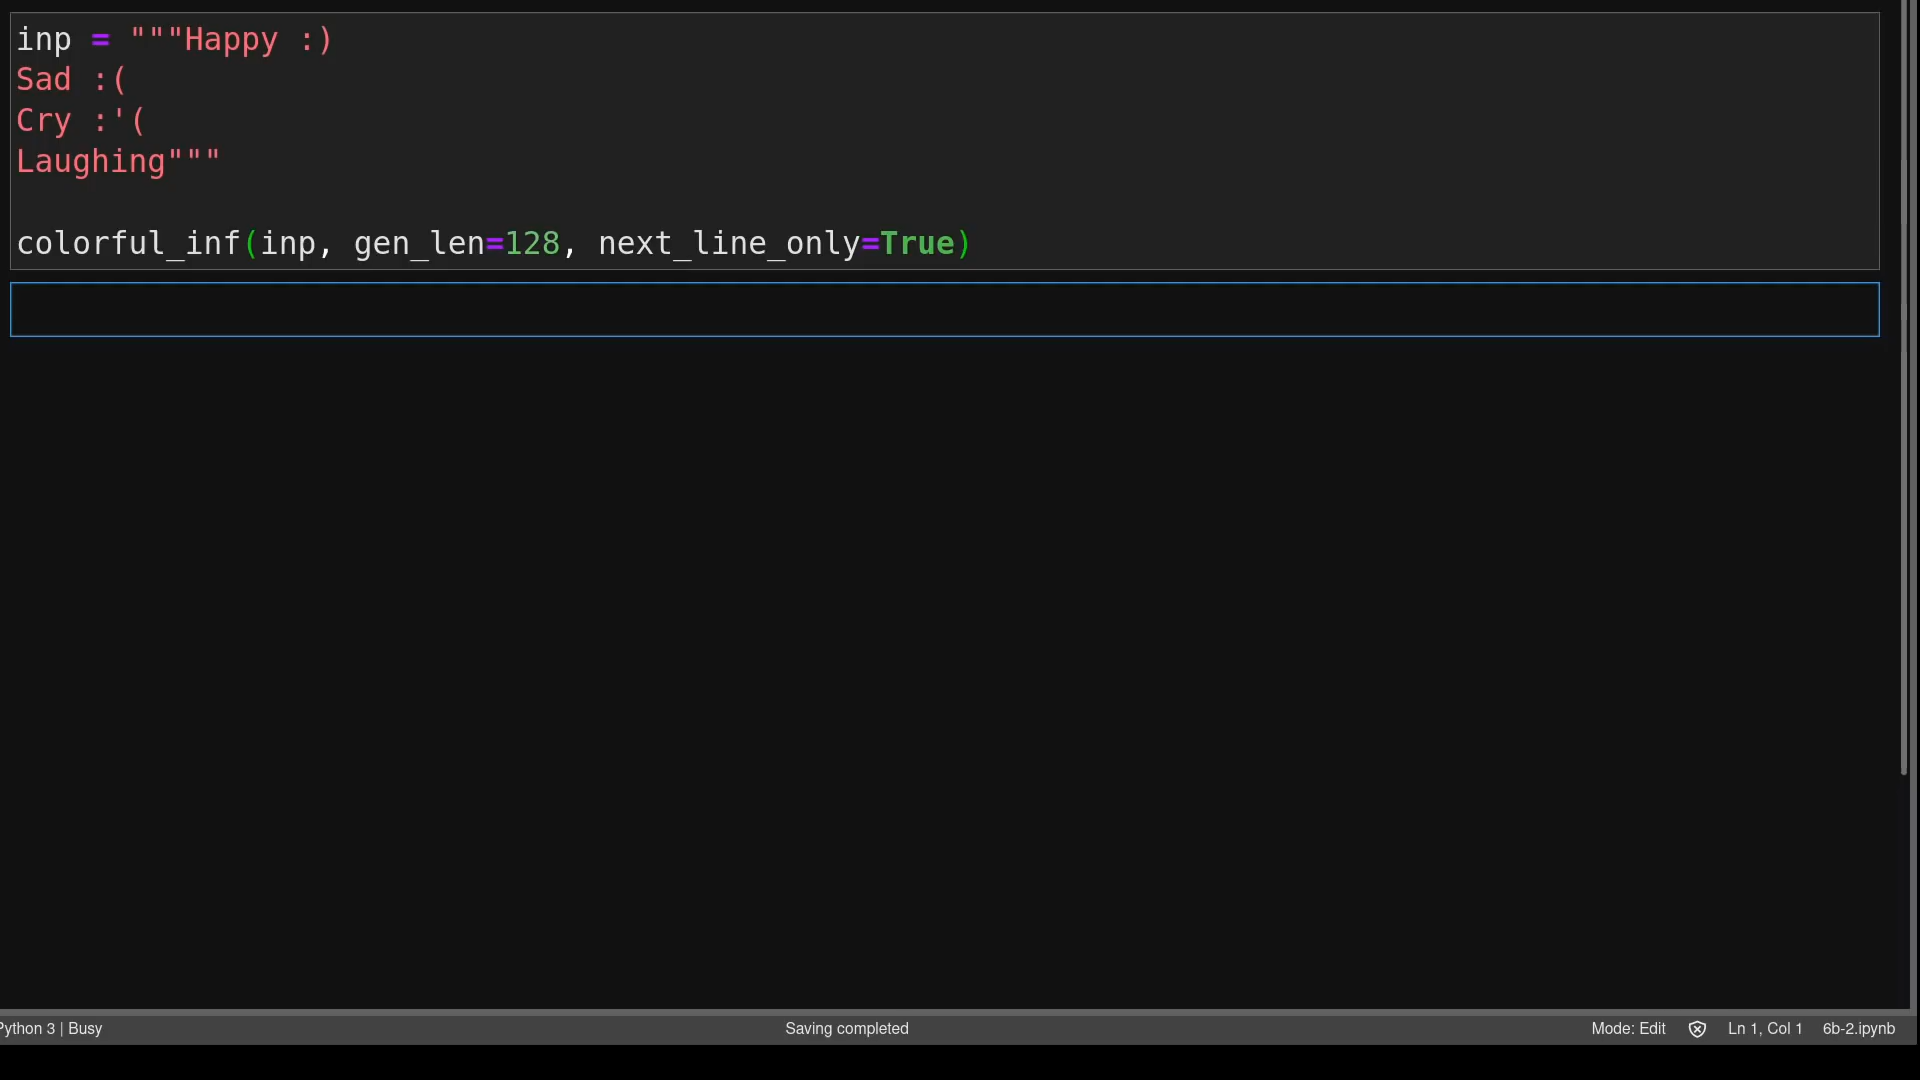 inp = """Happy :)
Sad :(
Cry :'(
Laughing"""
colorful_inf(inp, gen_len=128, next_line_only=True)
Python 3 | Busy
Saving completed
Mode: Edit
Ln 1, Col 1
6b-2.ipynb